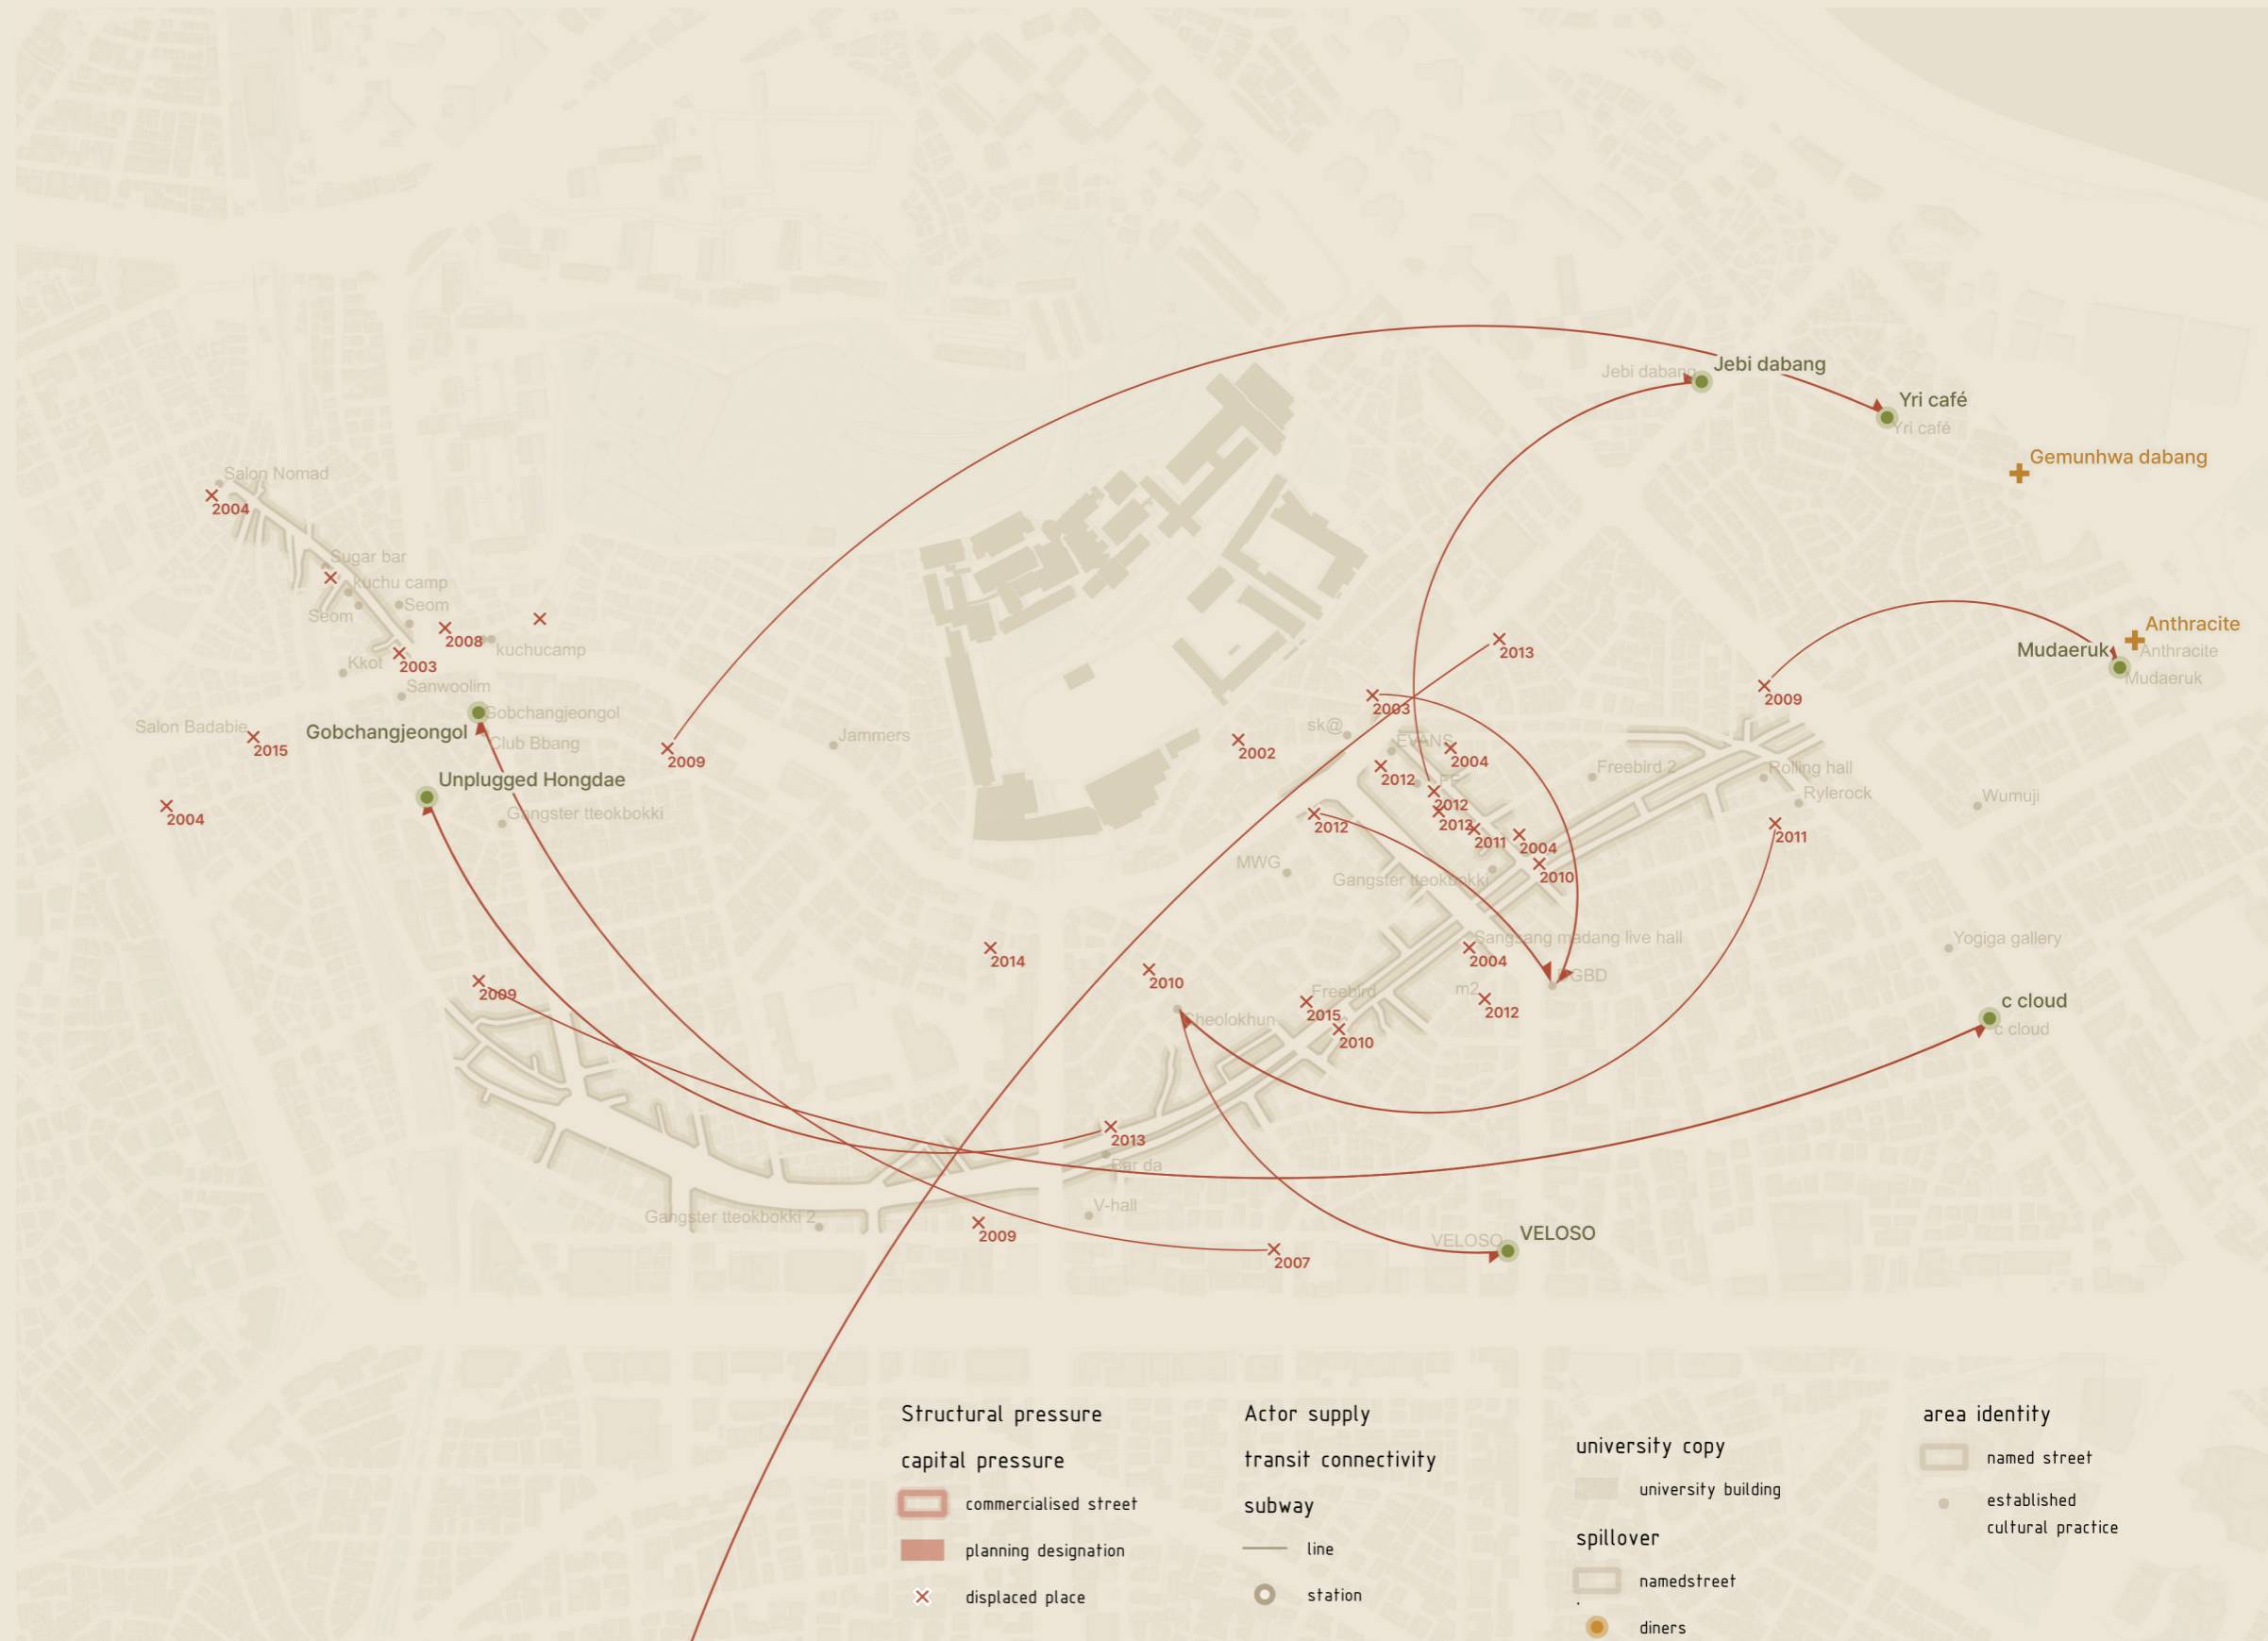 Jebi dabang
Jebi dabang
Yri café
Yri café
Gemunhwa dabang
Salon Nomad
2004
Sugar bar
kuchu camp
Seom
Seom
2008
kuchucamp
2003
Kkot
Sanwoolim
Gobchangjeongol
Gobchangjeongol
Club Bbang
Salon Badabie
2015
Unplugged Hongdae
2004
Gangster tteokbokki
2009
Jammers
2013
2003
sk@
2002
EVANS
2004
2012
FF
2012
2012
2012
2011
2004
2010
MWG
Gangster tteokbokki
Freebird 2
2009
Rolling hall
Rylerock
2011
Anthracite
Anthracite
Mudaeruk
Mudaeruk
Wumuji
Sangsang madang live hall
2004
Yogiga gallery
2009
2014
2010
Freebird
2015
m2
2012
2010
c cloud
c cloud
2013
Bar da
V-hall
Gangster tteokbokki 2
2009
2007
VELOSO
VELOSO
Structural pressure
capital pressure
commercialised street
planning designation
displaced place
Actor supply
transit connectivity
subway
line
station
university copy
university building
spillover
namedstreet
diners
area identity
named street
established
cultural practice